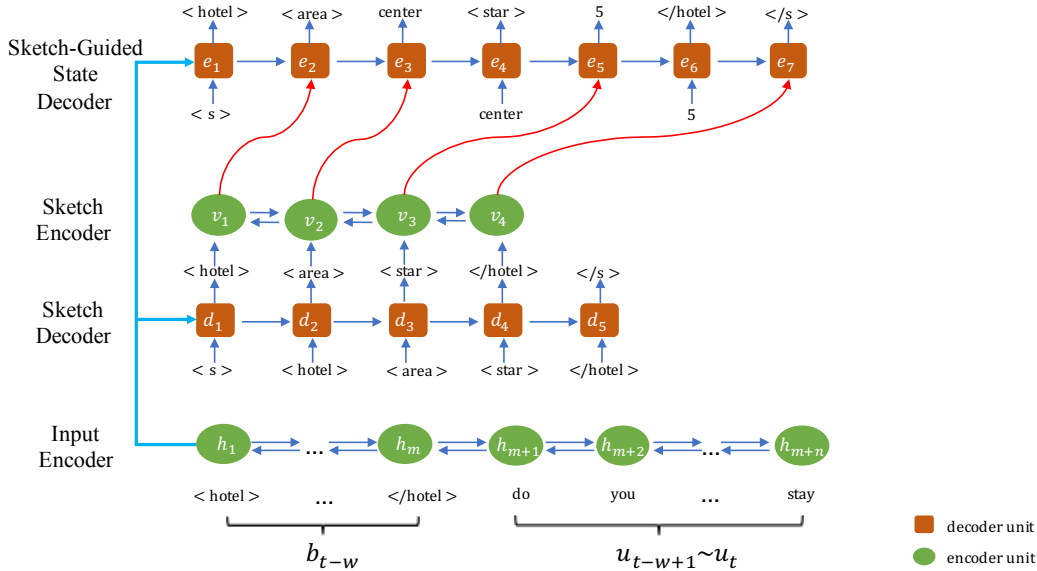 < hotel > < area > center < star > 5 </hotel > </s >
Sketch-Guided
State
Decoder
e1 e2 e3 e4 e5 e6 e7
< s > center 5
Sketch
Encoder
v1 v2 v3 v4
< hotel > < area > < star > </hotel > </s >
Sketch
Decoder
d1 d2 d3 d4 d5
< s > < hotel > < area > < star > </hotel >
Input
Encoder
h1 ... hm hm+1 hm+2 ... hm+n
< hotel > ... </hotel > do you ... stay
bt−w ut−w+1~ut
decoder unit
encoder unit